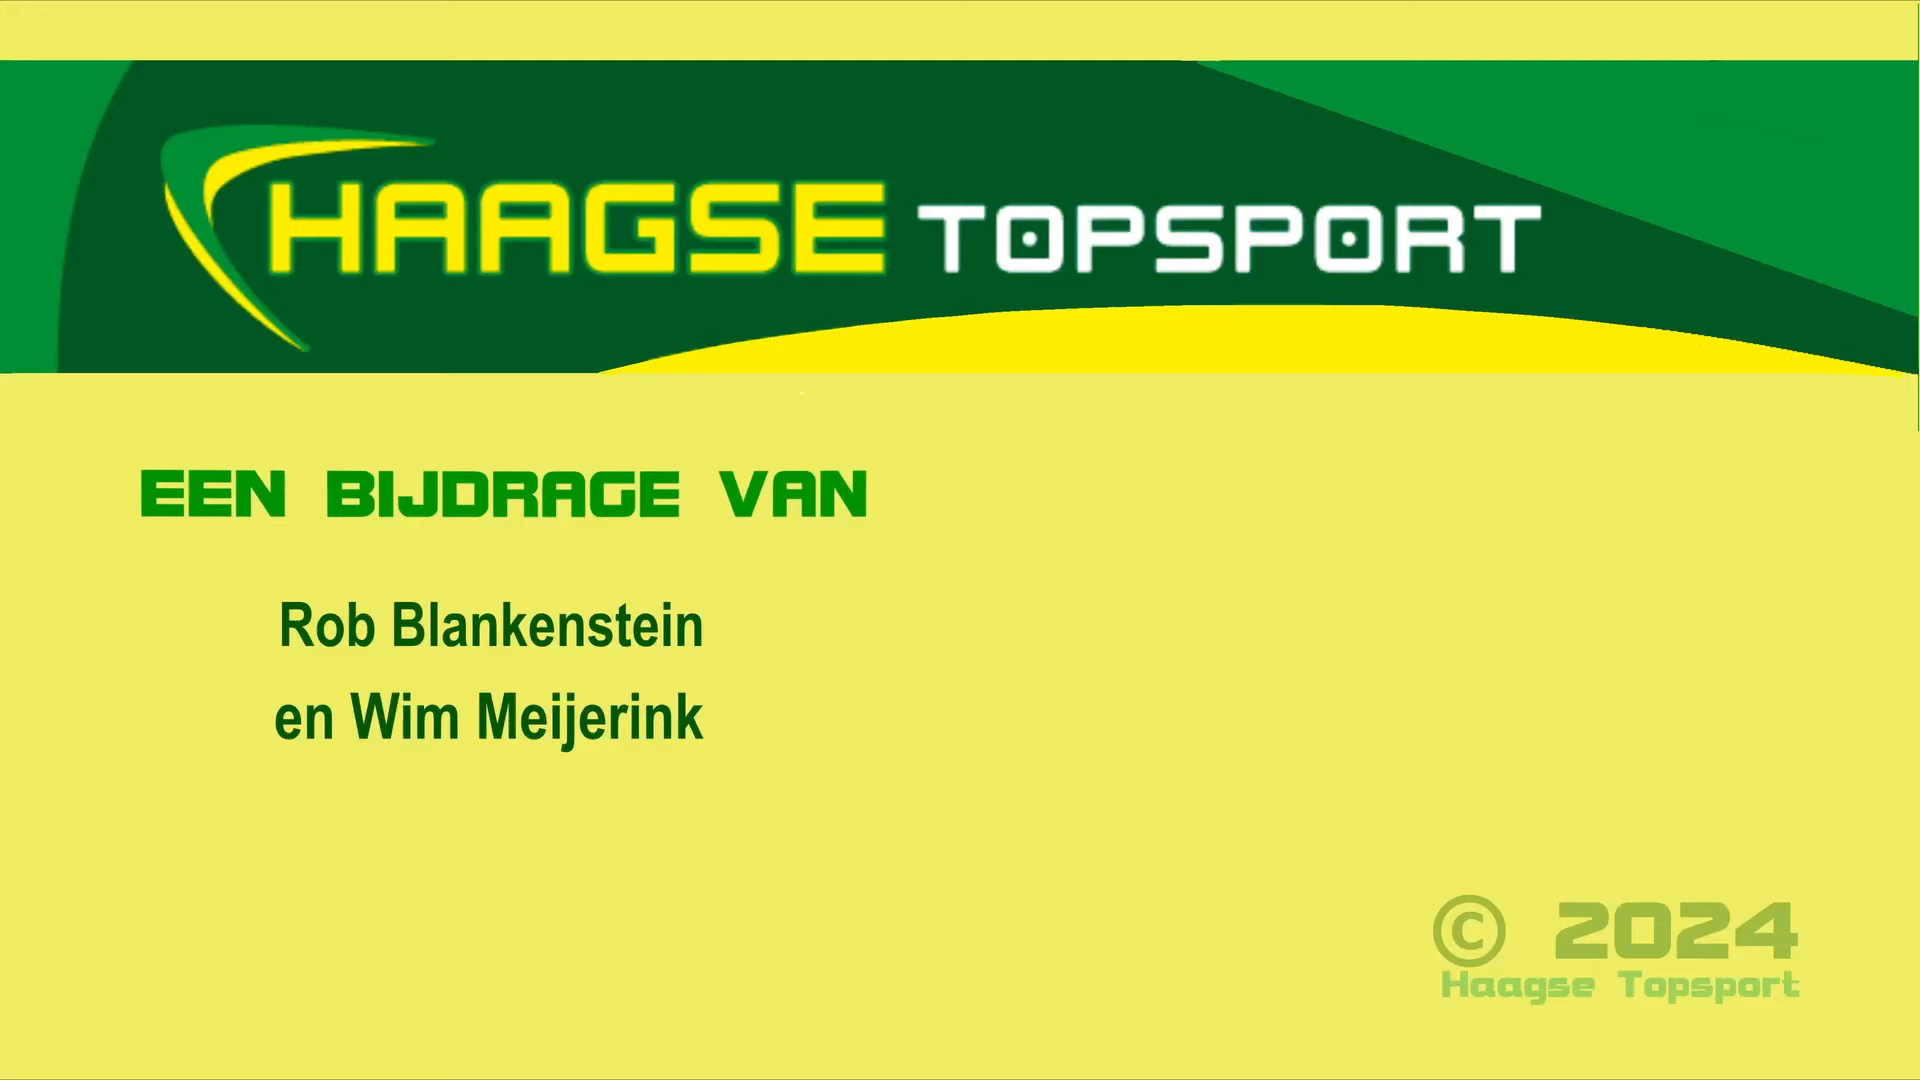 HAAGSE TOPSPORT
EEN BIJDRAGE VAN
Rob Blankenstein
en Wim Meijerink
© 2024
Haagse Topsport